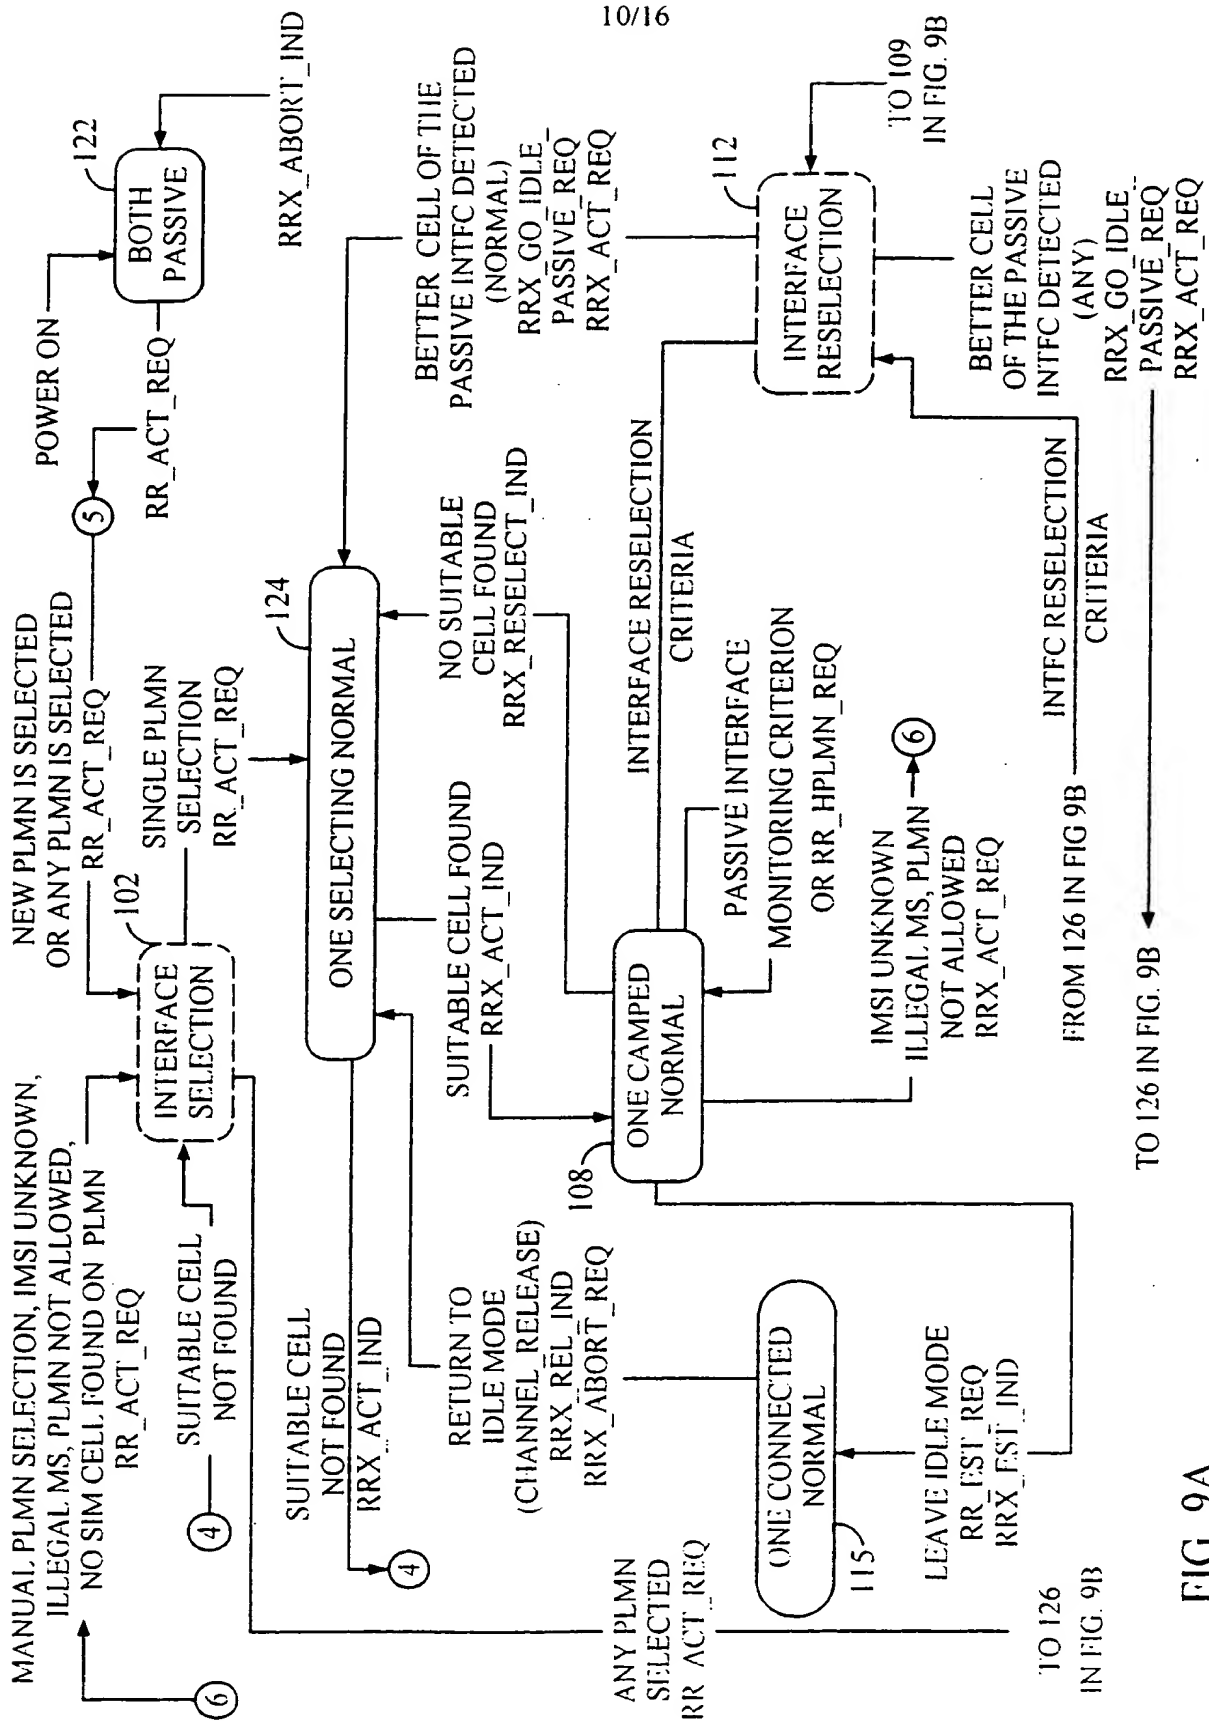 10/16
MANUAL PLMN SELECTION, IMSI UNKNOWN,
ILLEGAL MS, PLMN NOT ALLOWED,
NO SIM CELL FOUND ON PLMN
RR_ACT_REQ
6
NEW PLMN IS SELECTED
OR ANY PLMN IS SELECTED
RR_ACT_REQ
5
POWER ON
RR_ACT_REQ
122
BOTH
PASSIVE
RRX_ABORT_IND
4
SUITABLE CELL
NOT FOUND
102
INTERFACE
SELECTION
SINGLE PLMN
SELECTION
RR_ACT_REQ
124
ONE SELECTING NORMAL
SUITABLE CELL
NOT FOUND
RRX_ACT_IND
4
RETURN TO
IDLE MODE
(CHANNEL_RELEASE)
RRX_REL_IND
RRX_ABORT_REQ
SUITABLE CELL FOUND
RRX_ACT_IND
NO SUITABLE
CELL FOUND
RRX_RESELECT_IND
BETTER CELL OF THE
PASSIVE INTFC DETECTED
(NORMAL)
RRX_GO_IDLE_
PASSIVE_REQ
RRX_ACT_REQ
108
ONE CAMPED
NORMAL
INTERFACE RESELECTION
CRITERIA
PASSIVE INTERFACE
MONITORING CRITERION
OR RR_HPLMN_REQ
112
INTERFACE
RESELECTION
TO 109
IN FIG. 9B
ANY PLMN
SELECTED
RR_ACT_REQ
ONE CONNECTED
NORMAL
115
IMSI UNKNOWN
ILLEGAL MS, PLMN
NOT ALLOWED
RRX_ACT_REQ
6
LEAVE IDLE MODE
RR_EST_REQ
RRX_EST_IND
BETTER CELL
OF THE PASSIVE
INTFC DETECTED
(ANY)
RRX_GO_IDLE_
PASSIVE_REQ
RRX_ACT_REQ
FROM 126 IN FIG 9B
INTFC RESELECTION
CRITERIA
TO 126
IN FIG. 9B
TO 126 IN FIG. 9B
FIG. 9A